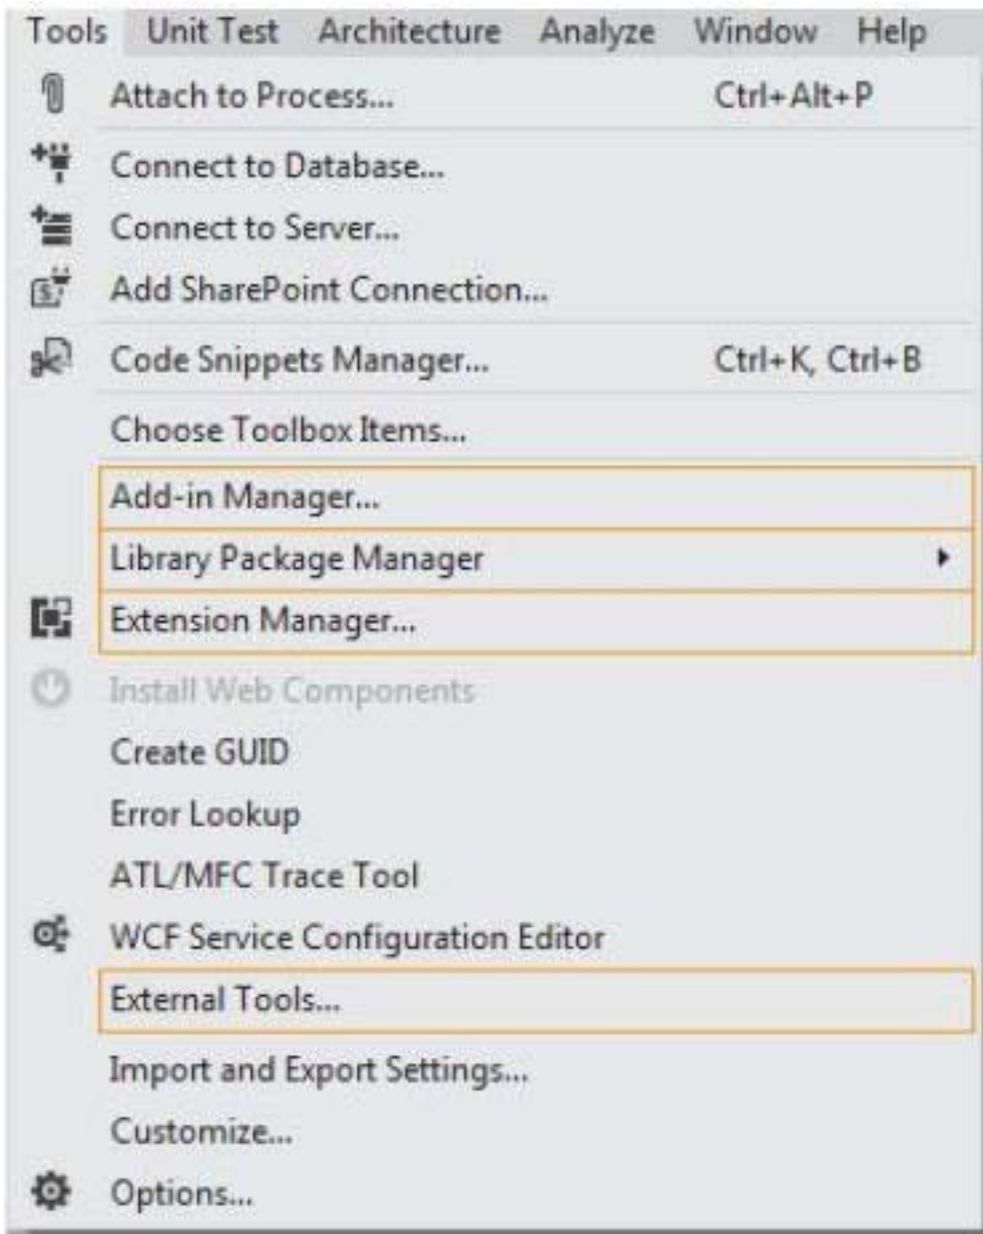 Tools Unit Test Architecture Analyze Window Help
Attach to Process... Ctrl+Alt+P
Connect to Database...
Connect to Server...
Add SharePoint Connection...
Code Snippets Manager... Ctrl+K, Ctrl+B
Choose Toolbox Items...
Add-in Manager...
Library Package Manager
Extension Manager...
Install Web Components
Create GUID
Error Lookup
ATL/MFC Trace Tool
WCF Service Configuration Editor
External Tools...
Import and Export Settings...
Customize...
Options...